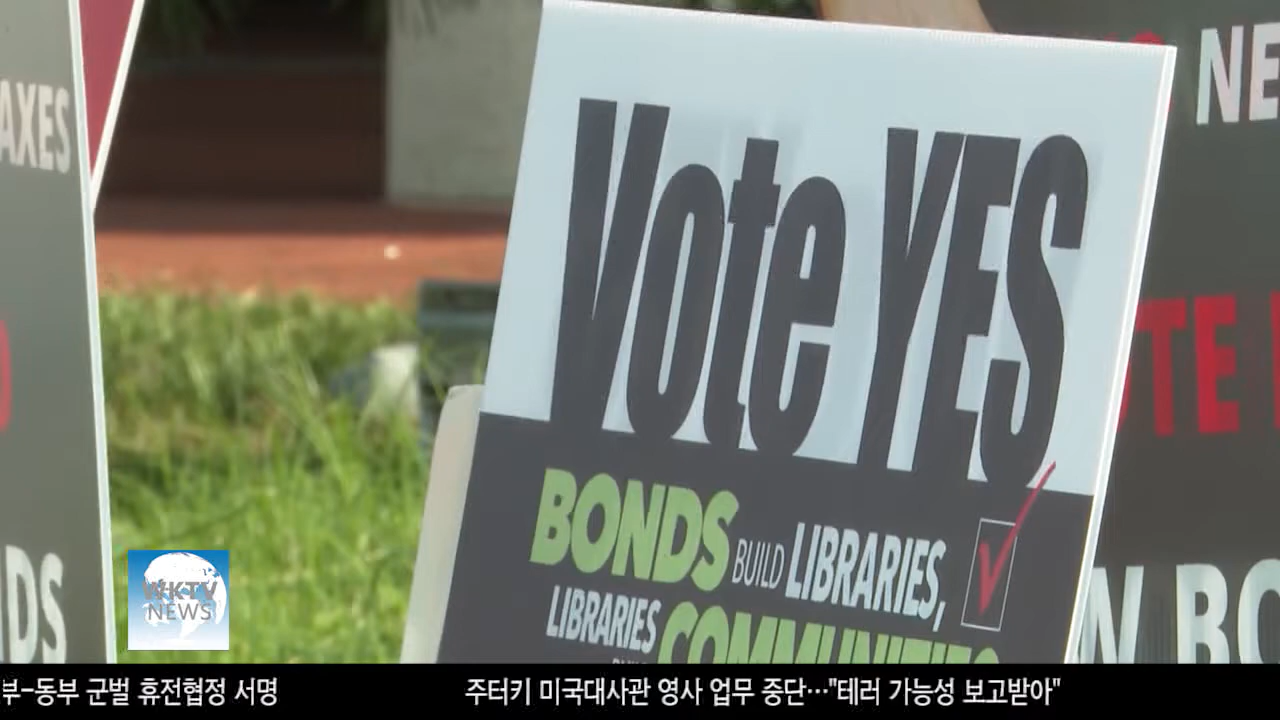 AXES
NE
Vote YES
BONDS BUILD LIBRARIES,
LIBRARIES COMMUNITIES
DS
BO
WKTV
NEWS
부-동부 군벌 휴전협정 서명
주터키 미국대사관 영사 업무 중단…"테러 가능성 보고받아"